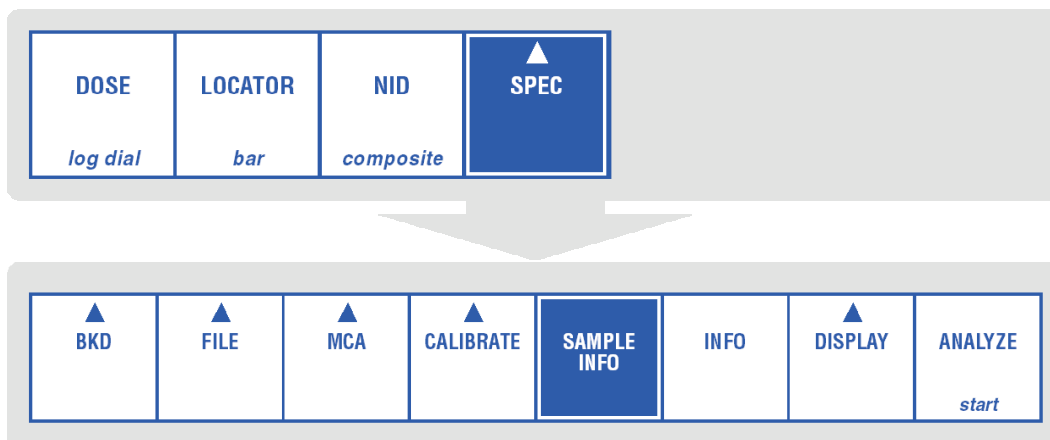 DOSE LOCATOR NID SPEC
log dial bar composite
BKD FILE MCA CALIBRATE SAMPLE INFO DISPLAY ANALYZE
INFO
start